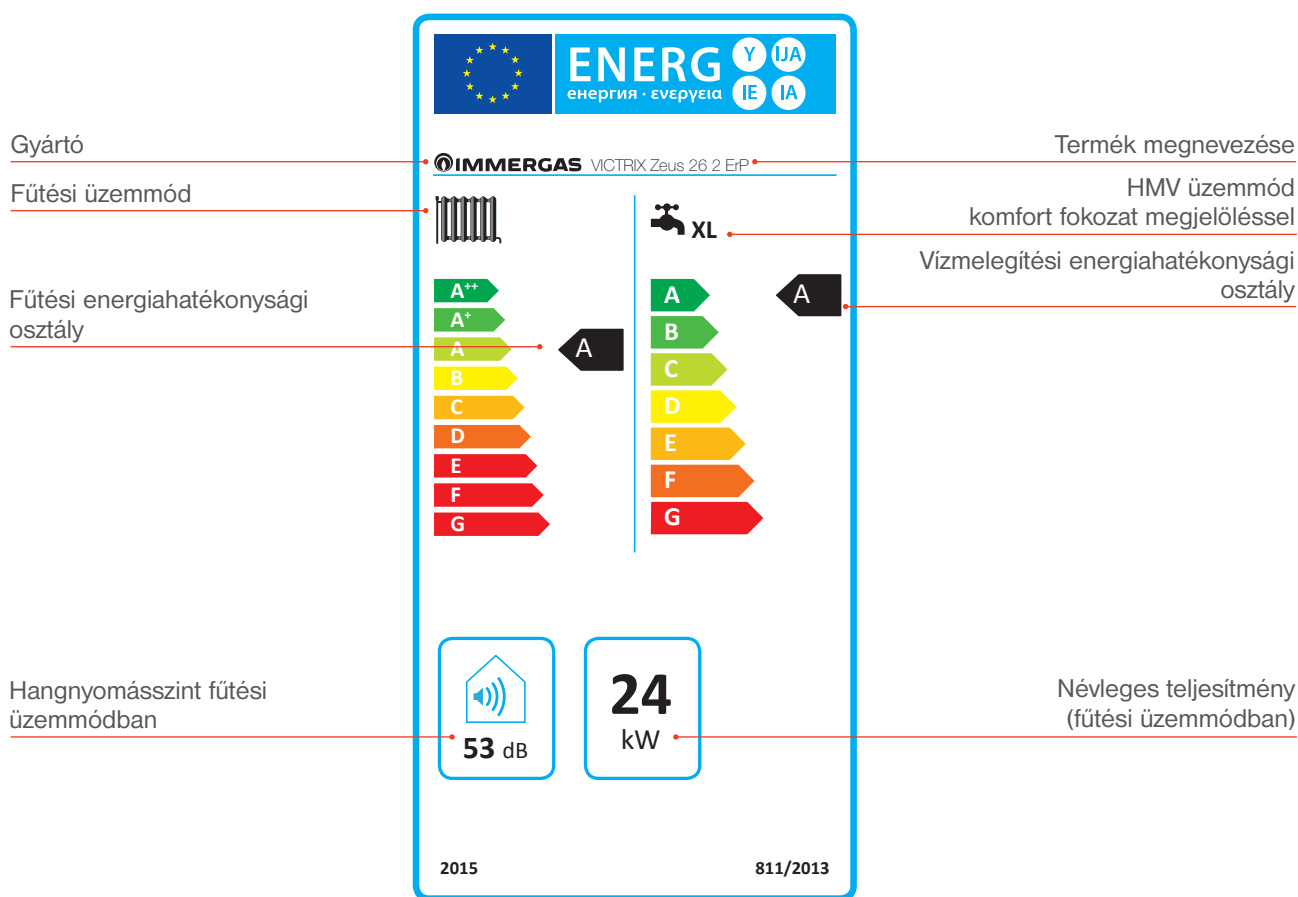 ENERG
енергия · ενεργεια
Y IJA
IE IA
Gyártó
IMMERGAS VICTRIX Zeus 26 2 ErP
Termék megnevezése
Fűtési üzemmód
HMV üzemmód
komfort fokozat megjelöléssel
XL
Vízmelegítési energiahatékonysági
osztály
Fűtési energiahatékonysági
osztály
A++
A+
A
B
C
D
E
F
G
A
A
B
C
D
E
F
G
A
Hangnyomásszint fűtési
üzemmódban
53 dB
24
kW
Névleges teljesítmény
(fűtési üzemmódban)
2015
811/2013